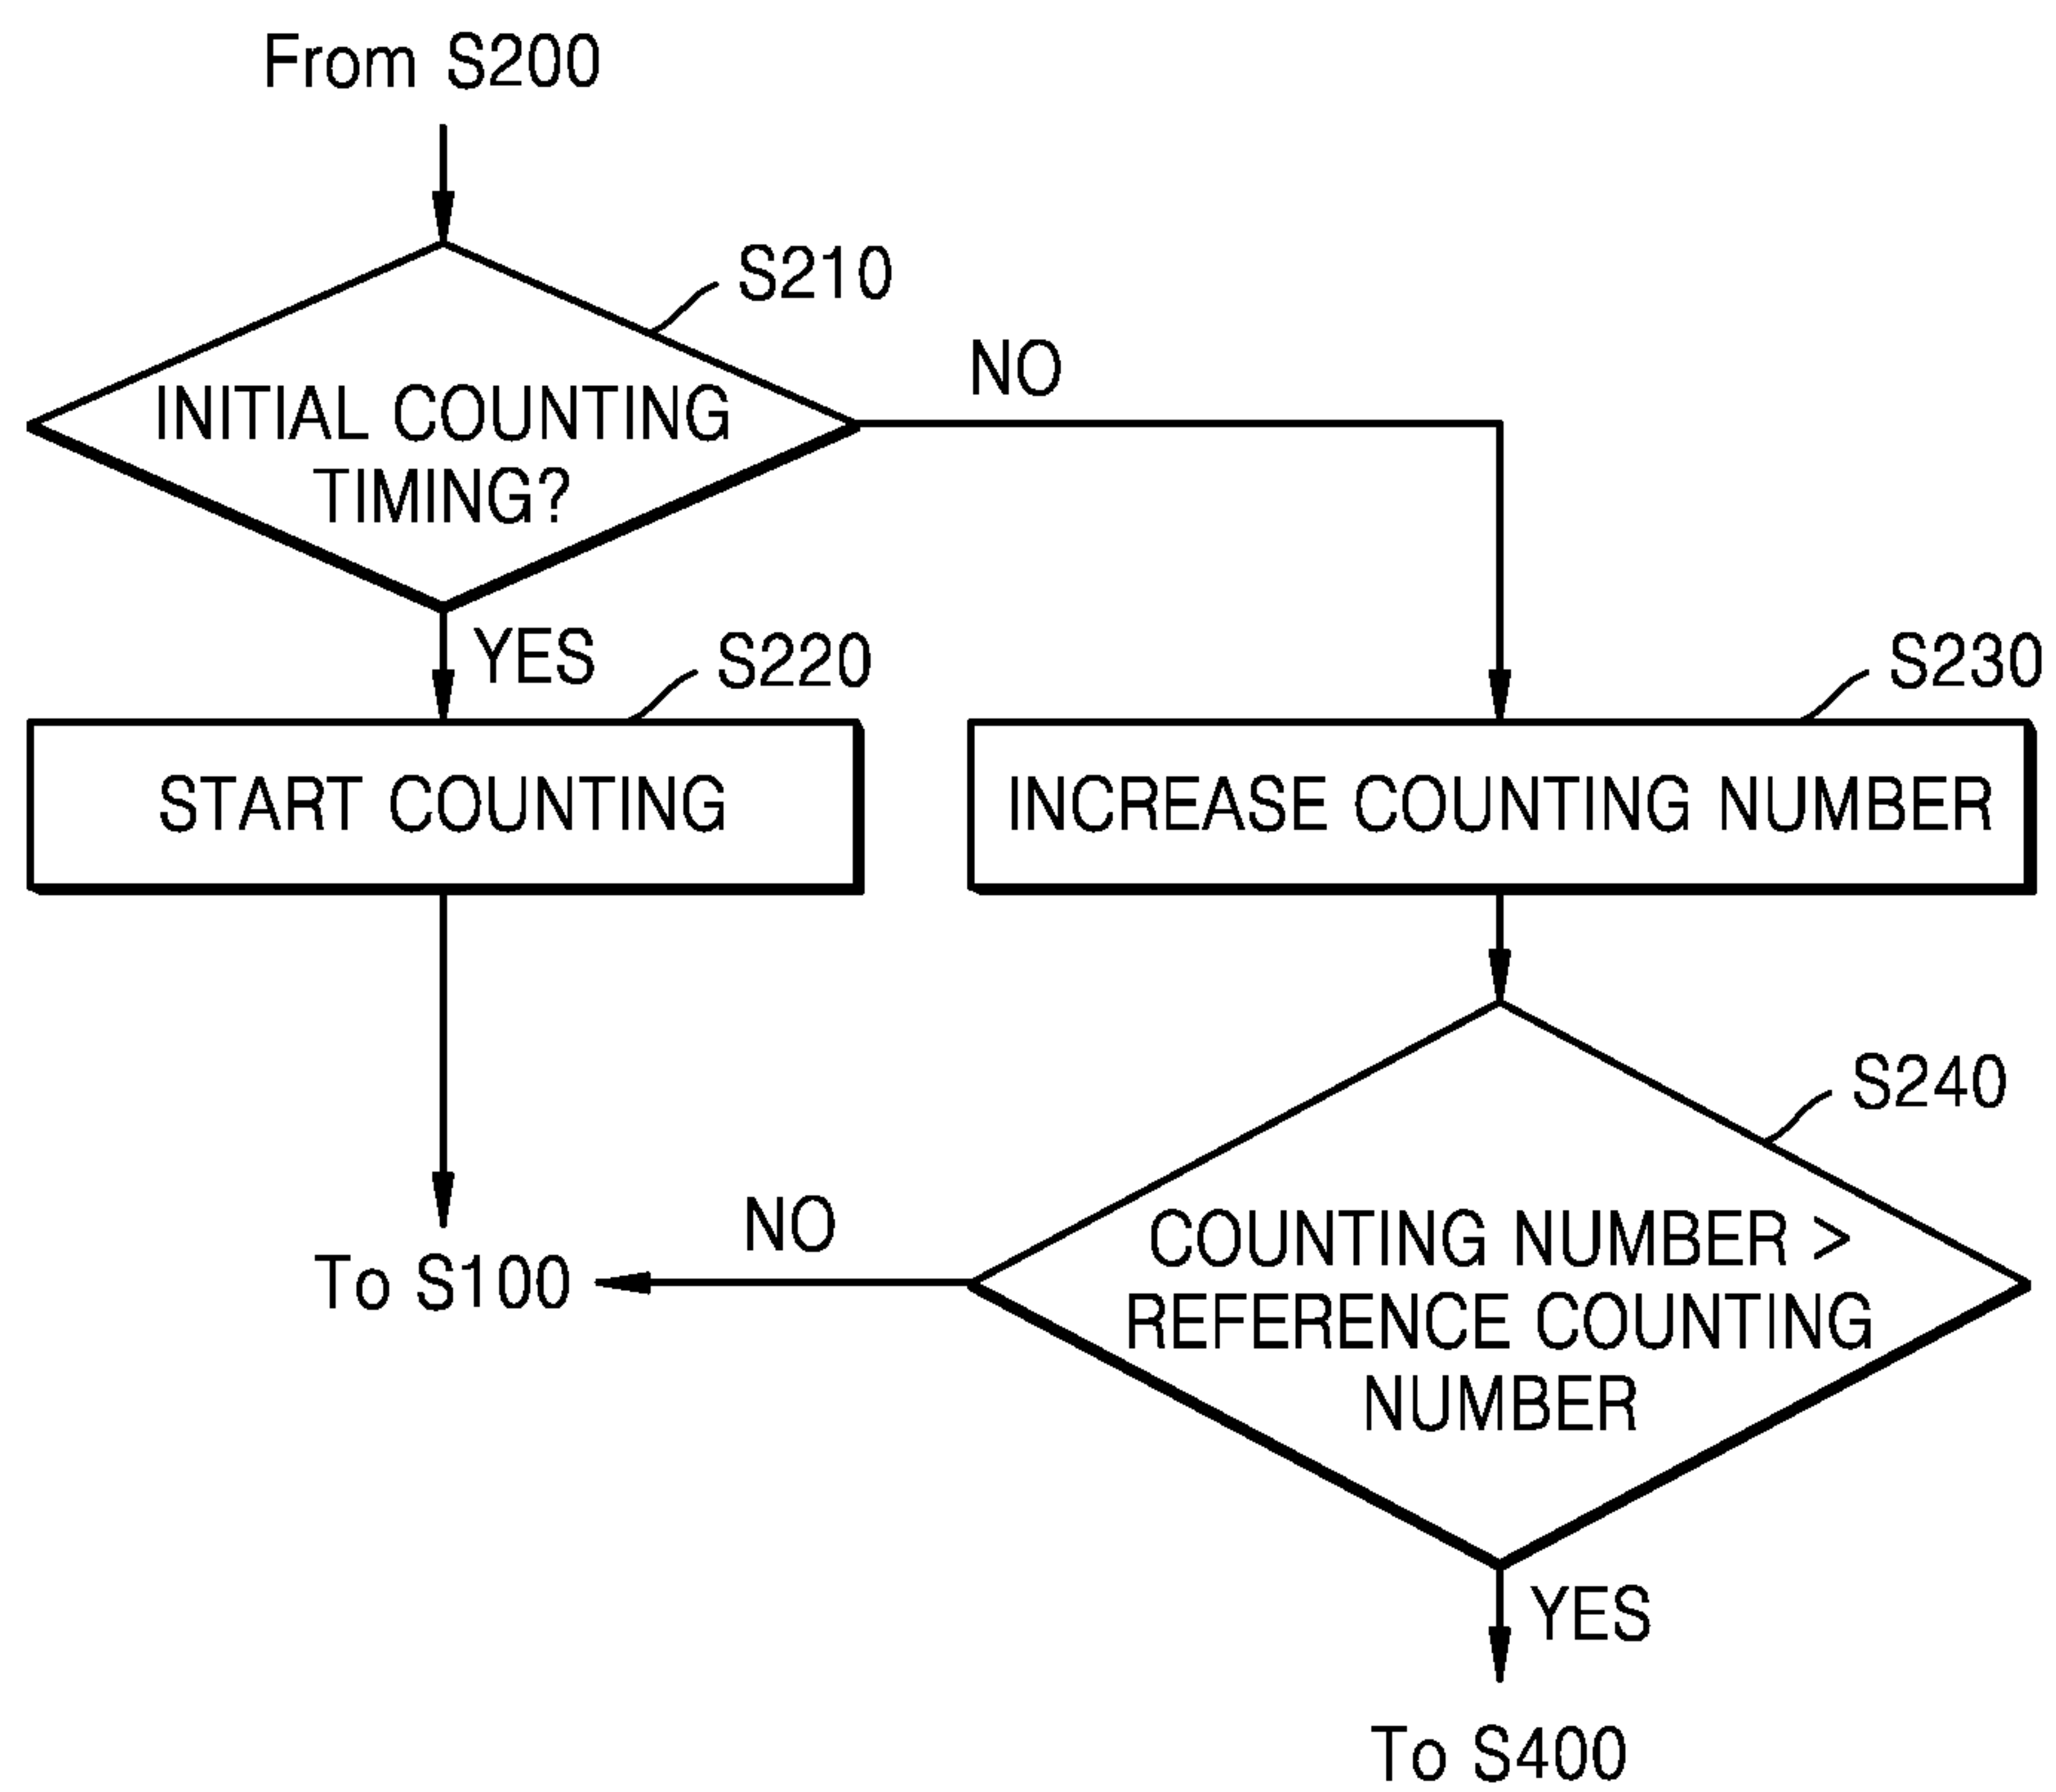 From S200
S210
INITIAL COUNTING
TIMING?
NO
YES
S220
START COUNTING
S230
INCREASE COUNTING NUMBER
S240
COUNTING NUMBER >
REFERENCE COUNTING
NUMBER
NO
To S100
YES
To S400